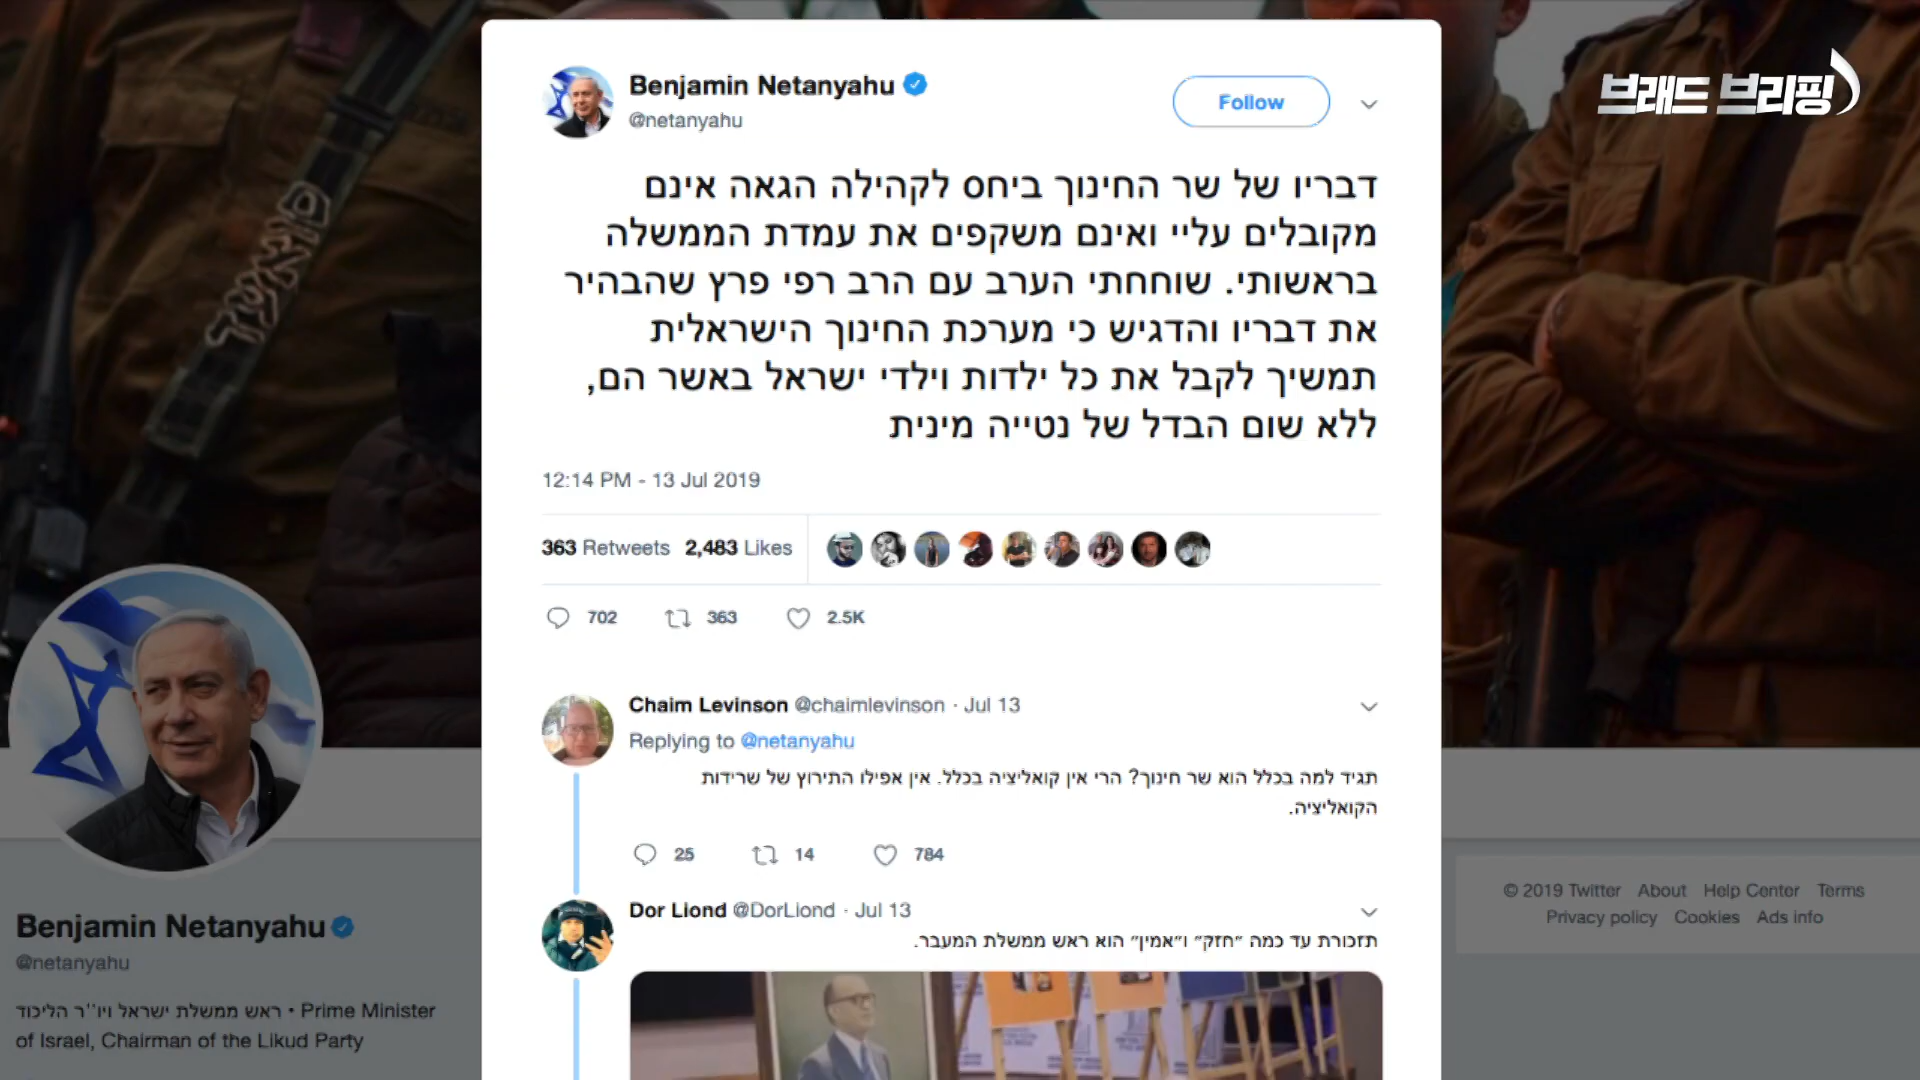 브래드 브리핑
Benjamin Netanyahu
@netanyahu
Follow
דבריו של שר החינוך ביחס לקהילה הגאה אינם
מקובלים עליי ואינם משקפים את עמדת הממשלה
בראשותי. שוחחתי הערב עם הרב רפי פרץ שהבהיר
את דבריו והדגיש כי מערכת החינוך הישראלית
תמשיך לקבל את כל ילדות וילדי ישראל באשר הם,
ללא שום הבדל של נטייה מינית
12:14 PM - 13 Jul 2019
363 Retweets 2,483 Likes
702 363 2.5K
Chaim Levinson @chaimlevinson · Jul 13
Replying to @netanyahu
תגיד למה בכלל הוא שר חינוך? הרי אין קואליציה בכלל. אין אפילו התירוץ של שרידות
הקואליציה.
25 14 784
Dor Liond @DorLiond · Jul 13
תזכורת עד כמה ״חזק״ ו״אמין״ הוא ראש ממשלת המעבר.
Benjamin Netanyahu
@netanyahu
ראש ממשלת ישראל ויו''ר הליכוד • Prime Minister
of Israel, Chairman of the Likud Party
© 2019 Twitter About Help Center Terms
Privacy policy Cookies Ads info